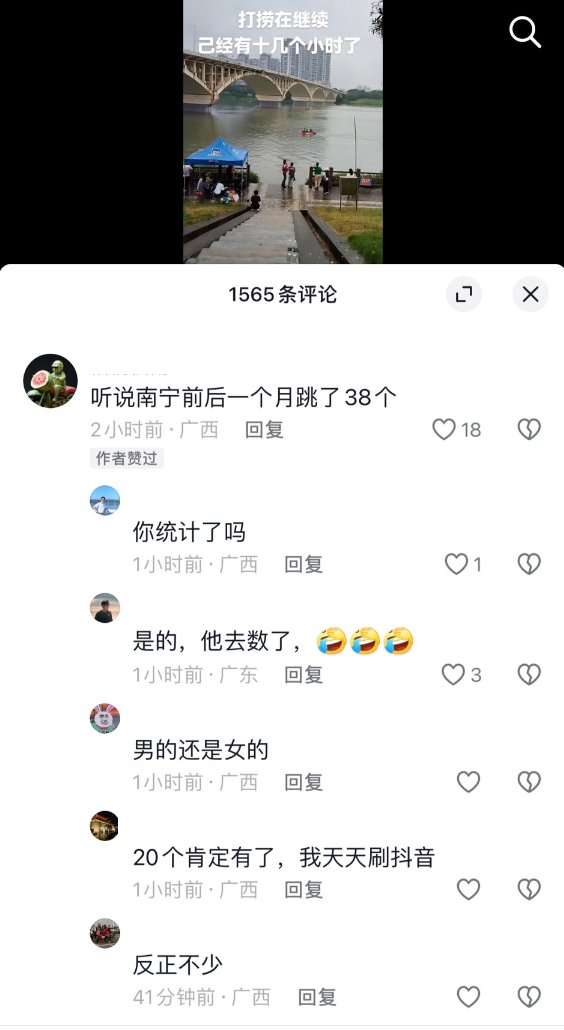 打捞在继续
已经有十几个小时了
1565条评论
听说南宁前后一个月跳了38个
2小时前·广西 回复 18
作者赞过
你统计了吗
1小时前·广西 回复 1
是的，他去数了，🤣🤣🤣
1小时前·广东 回复 3
男的还是女的
1小时前·广西 回复
20个肯定有了，我天天刷抖音
1小时前·广西 回复
反正不少
41分钟前·广西 回复